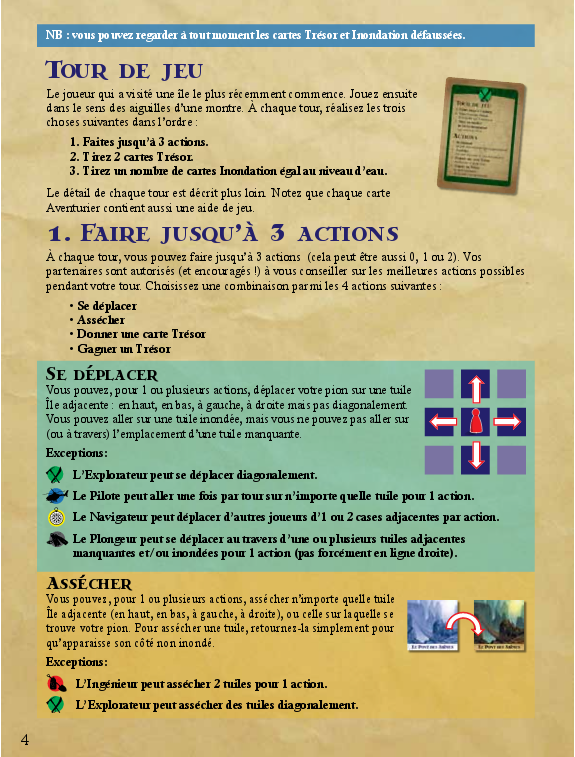 NB : vous pouvez regarder à tout moment les cartes Trésor et Inondation défaussées.
TOUR DE JEU
Le joueur qui a visité une île le plus récemment commence. Jouez ensuite
dans le sens des aiguilles d'une montre. À chaque tour, réalisez les trois
choses suivantes dans l'ordre :
1. Faites jusqu'à 3 actions.
2. Tirez 2 cartes Trésor.
3. Tirez un nombre de cartes Inondation égal au niveau d'eau.
Le détail de chaque tour est décrit plus loin. Notez que chaque carte
Aventurier contient aussi une aide de jeu.
TOUR DE JEU
ACTIONS
1. FAIRE JUSQU'À 3 ACTIONS
À chaque tour, vous pouvez faire jusqu'à 3 actions (cela peut être aussi 0, 1 ou 2). Vos
partenaires sont autorisés (et encouragés !) à vous conseiller sur les meilleures actions possibles
pendant votre tour. Choisissez une combinaison parmi les 4 actions suivantes :
• Se déplacer
• Assécher
• Donner une carte Trésor
• Gagner un Trésor
SE DÉPLACER
Vous pouvez, pour 1 ou plusieurs actions, déplacer votre pion sur une tuile
Île adjacente : en haut, en bas, à gauche, à droite mais pas diagonalement.
Vous pouvez aller sur une tuile inondée, mais vous ne pouvez pas aller sur
(ou à travers) l'emplacement d'une tuile manquante.
Exceptions:
L'Explorateur peut se déplacer diagonalement.
Le Pilote peut aller une fois par tour sur n'importe quelle tuile pour 1 action.
Le Navigateur peut déplacer d'autres joueurs d'1 ou 2 cases adjacentes par action.
Le Plongeur peut se déplacer au travers d'une ou plusieurs tuiles adjacentes
manquantes et/ou inondées pour 1 action (pas forcément en ligne droite).
ASSÉCHER
Vous pouvez, pour 1 ou plusieurs actions, assécher n'importe quelle tuile
Île adjacente (en haut, en bas, à gauche, à droite), ou celle sur laquelle se
trouve votre pion. Pour assécher une tuile, retournez-la simplement pour
qu'apparaisse son côté non inondé.
Exceptions:
L'Ingénieur peut assécher 2 tuiles pour 1 action.
L'Explorateur peut assécher des tuiles diagonalement.
4